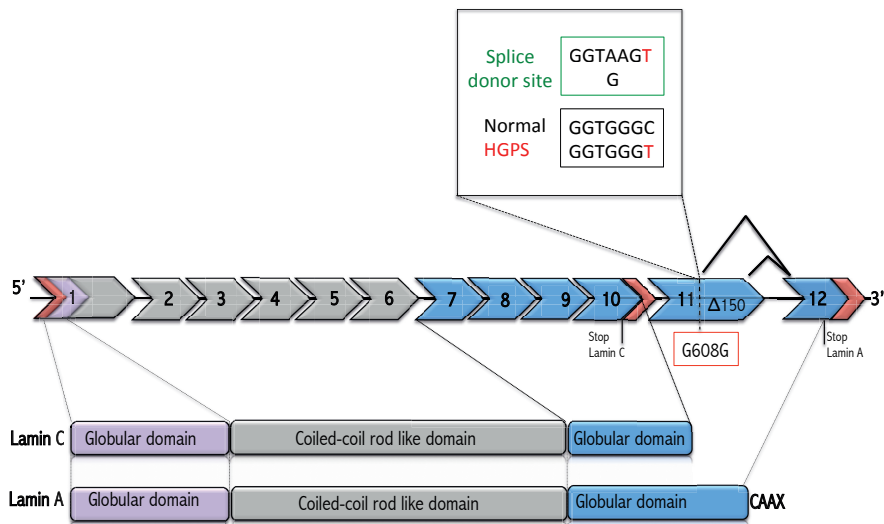 Splice
donor site
GGTAAGT
G
Normal
HGPS
GGTGGGC
GGTGGGT
5’
1
2
3
4
5
6
7
8
9
10
11
Δ150
12
3’
Stop
Lamin C
G608G
Stop
Lamin A
Lamin C
Globular domain
Coiled-coil rod like domain
Globular domain
Lamin A
Globular domain
Coiled-coil rod like domain
Globular domain
CAAX